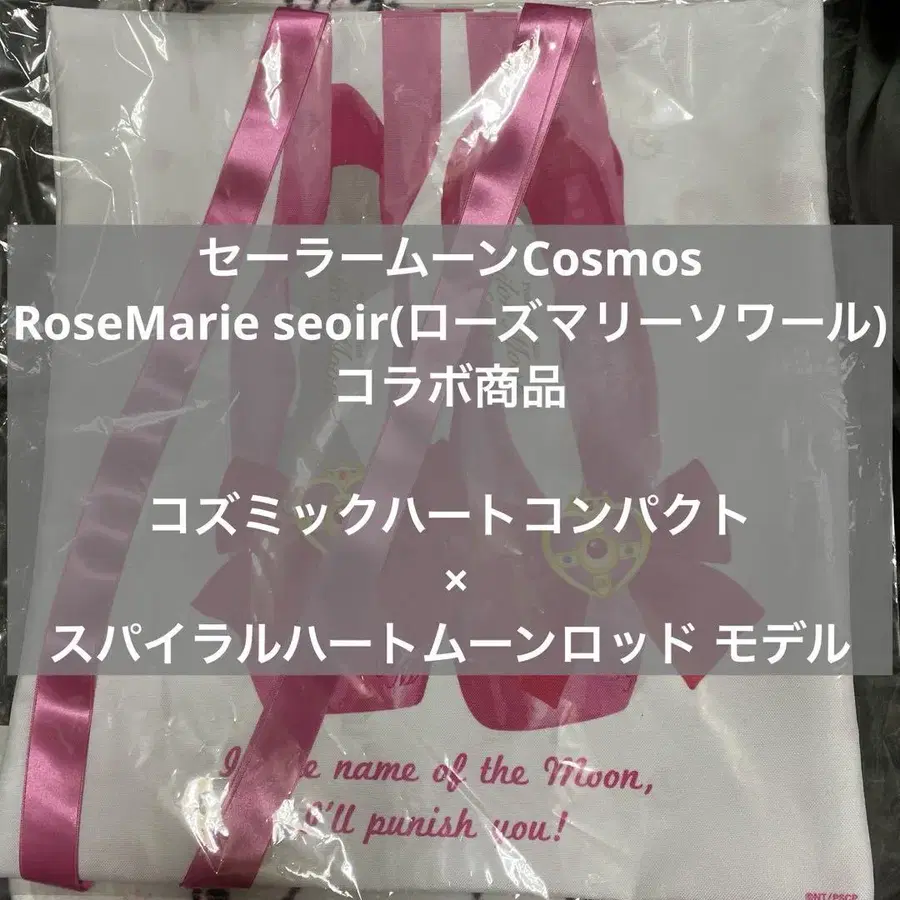 セーラームーンCosmos
RoseMarie seoir(ローズマリーソワール)
コラボ商品
コズミックハートコンパクト
×
スパイラルハートムーンロッド モデル
name of the Moon,
I'll punish you!
©NT/PSCP